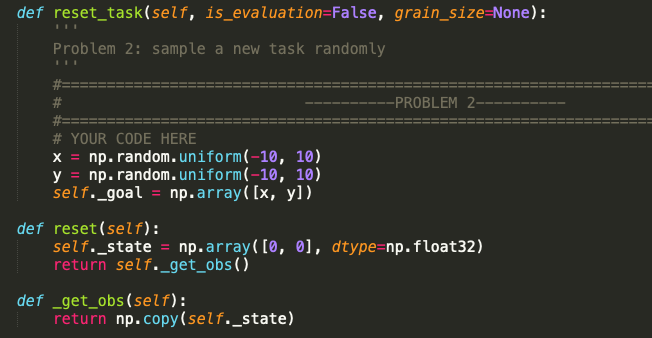 def reset_task(self, is_evaluation=False, grain_size=None):
'''
Problem 2: sample a new task randomly
'''
#===================================================================
#                           ----------PROBLEM 2----------
#===================================================================
# YOUR CODE HERE
x = np.random.uniform(-10, 10)
y = np.random.uniform(-10, 10)
self._goal = np.array([x, y])
def reset(self):
self._state = np.array([0, 0], dtype=np.float32)
return self._get_obs()
def _get_obs(self):
return np.copy(self._state)